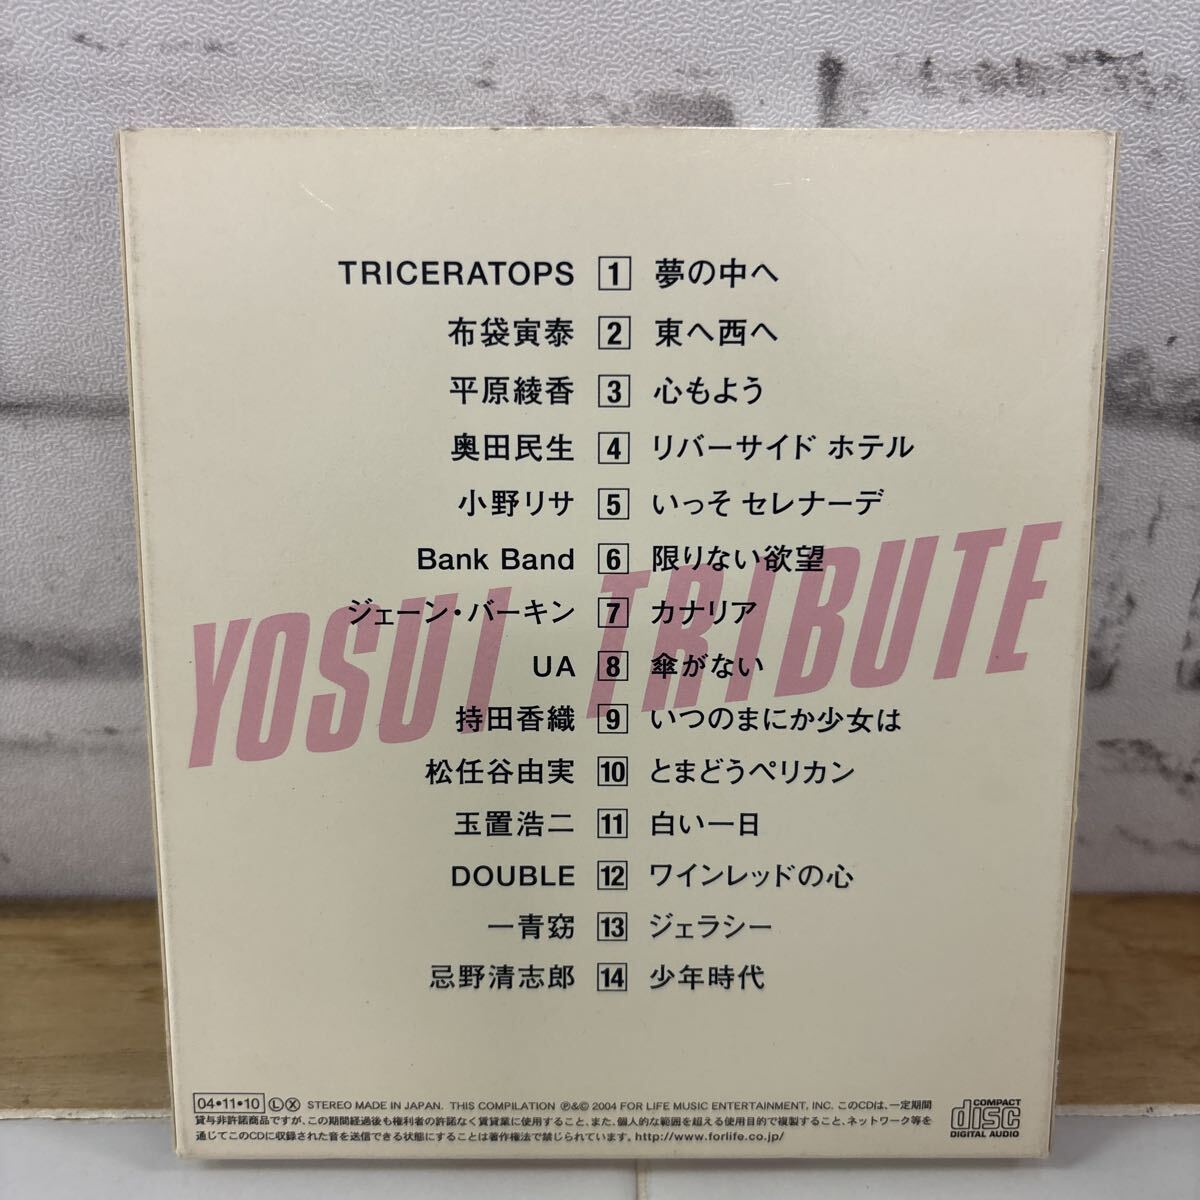 TRICERATOPS 1 夢の中へ
布袋寅泰 2 東へ西へ
平原綾香 3 心もよう
奥田民生 4 リバーサイド ホテル
小野リサ 5 いっそ セレナーデ
Bank Band 6 限りない欲望
ジェーン・バーキン 7 カナリア
UA 8 傘がない
持田香織 9 いつのまにか少女は
松任谷由実 10 とまどうペリカン
玉置浩二 11 白い一日
DOUBLE 12 ワインレッドの心
一青窈 13 ジェラシー
忌野清志郎 14 少年時代
YOSUI TRIBUTE
04•11•10 Ⓛ Ⓧ STEREO MADE IN JAPAN. THIS COMPILATION ℗&© 2004 FOR LIFE MUSIC ENTERTAINMENT, INC. このCDは、一定期間
貸与非許諾商品ですが、この期間経過後も権利者の許諾なく賃貸業に使用すること、また、個人的な範囲を超える使用目的で複製すること、ネットワーク等を
通じてこのCDに収録された音を送信できる状態にすることは著作権法で禁じられています。http://www.forlife.co.jp/
COMPACT
disc
DIGITAL AUDIO